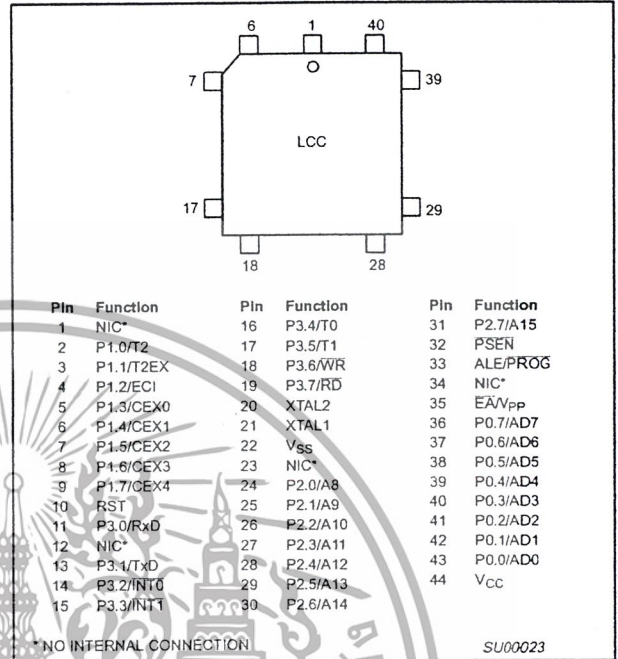 6 1 40
7 39
LCC
17 29
18 28
Pin Function Pin Function Pin Function
1 NIC* 16 P3.4/T0 31 P2.7/A15
2 P1.0/T2 17 P3.5/T1 32 P̅S̅E̅N̅
3 P1.1/T2EX 18 P3.6/W̅R̅ 33 ALE/P̅R̅O̅G̅
4 P1.2/ECI 19 P3.7/R̅D̅ 34 NIC*
5 P1.3/CEX0 20 XTAL2 35 E̅A̅/VPP
6 P1.4/CEX1 21 XTAL1 36 P0.7/AD7
7 P1.5/CEX2 22 VSS 37 P0.6/AD6
8 P1.6/CEX3 23 NIC* 38 P0.5/AD5
9 P1.7/CEX4 24 P2.0/A8 39 P0.4/AD4
10 RST 25 P2.1/A9 40 P0.3/AD3
11 P3.0/RxD 26 P2.2/A10 41 P0.2/AD2
12 NIC* 27 P2.3/A11 42 P0.1/AD1
13 P3.1/TxD 28 P2.4/A12 43 P0.0/AD0
14 P3.2/I̅N̅T̅0̅ 29 P2.5/A13 44 VCC
15 P3.3/I̅N̅T̅1̅ 30 P2.6/A14
* NO INTERNAL CONNECTION SU00023